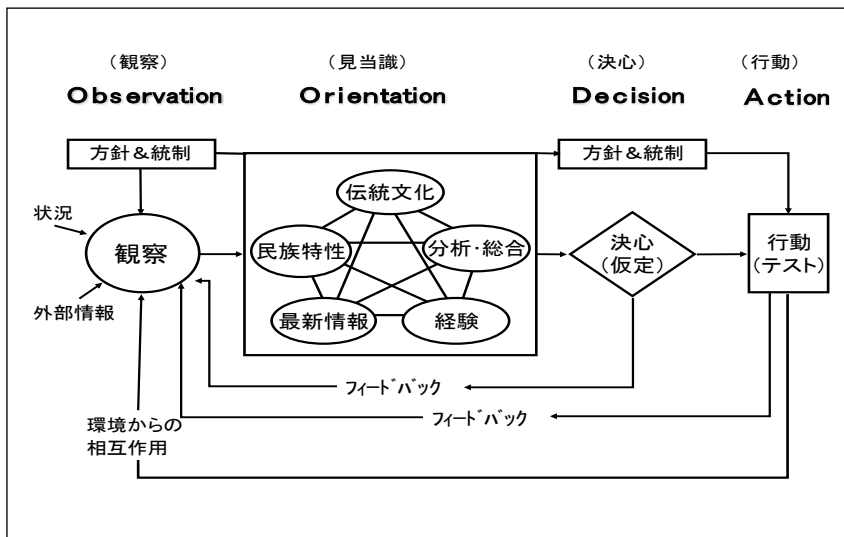 （観察）
Observation
（見当識）
Orientation
（決心）
Decision
（行動）
Action
方針＆統制
方針＆統制
状況
観察
外部情報
伝統文化
民族特性
分析・総合
最新情報
経験
決心
（仮定）
行動
（テスト）
フィードバック
フィードバック
環境からの
相互作用